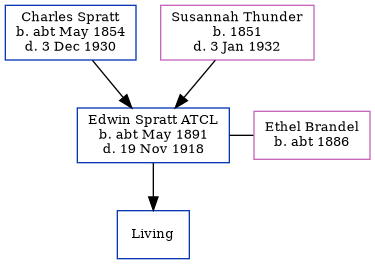 Charles Spratt
b. abt May 1854
d. 3 Dec 1930
Susannah Thunder
b. 1851
d. 3 Jan 1932
Edwin Spratt ATCL
b. abt May 1891
d. 19 Nov 1918
Ethel Brandel
b. abt 1886
Living